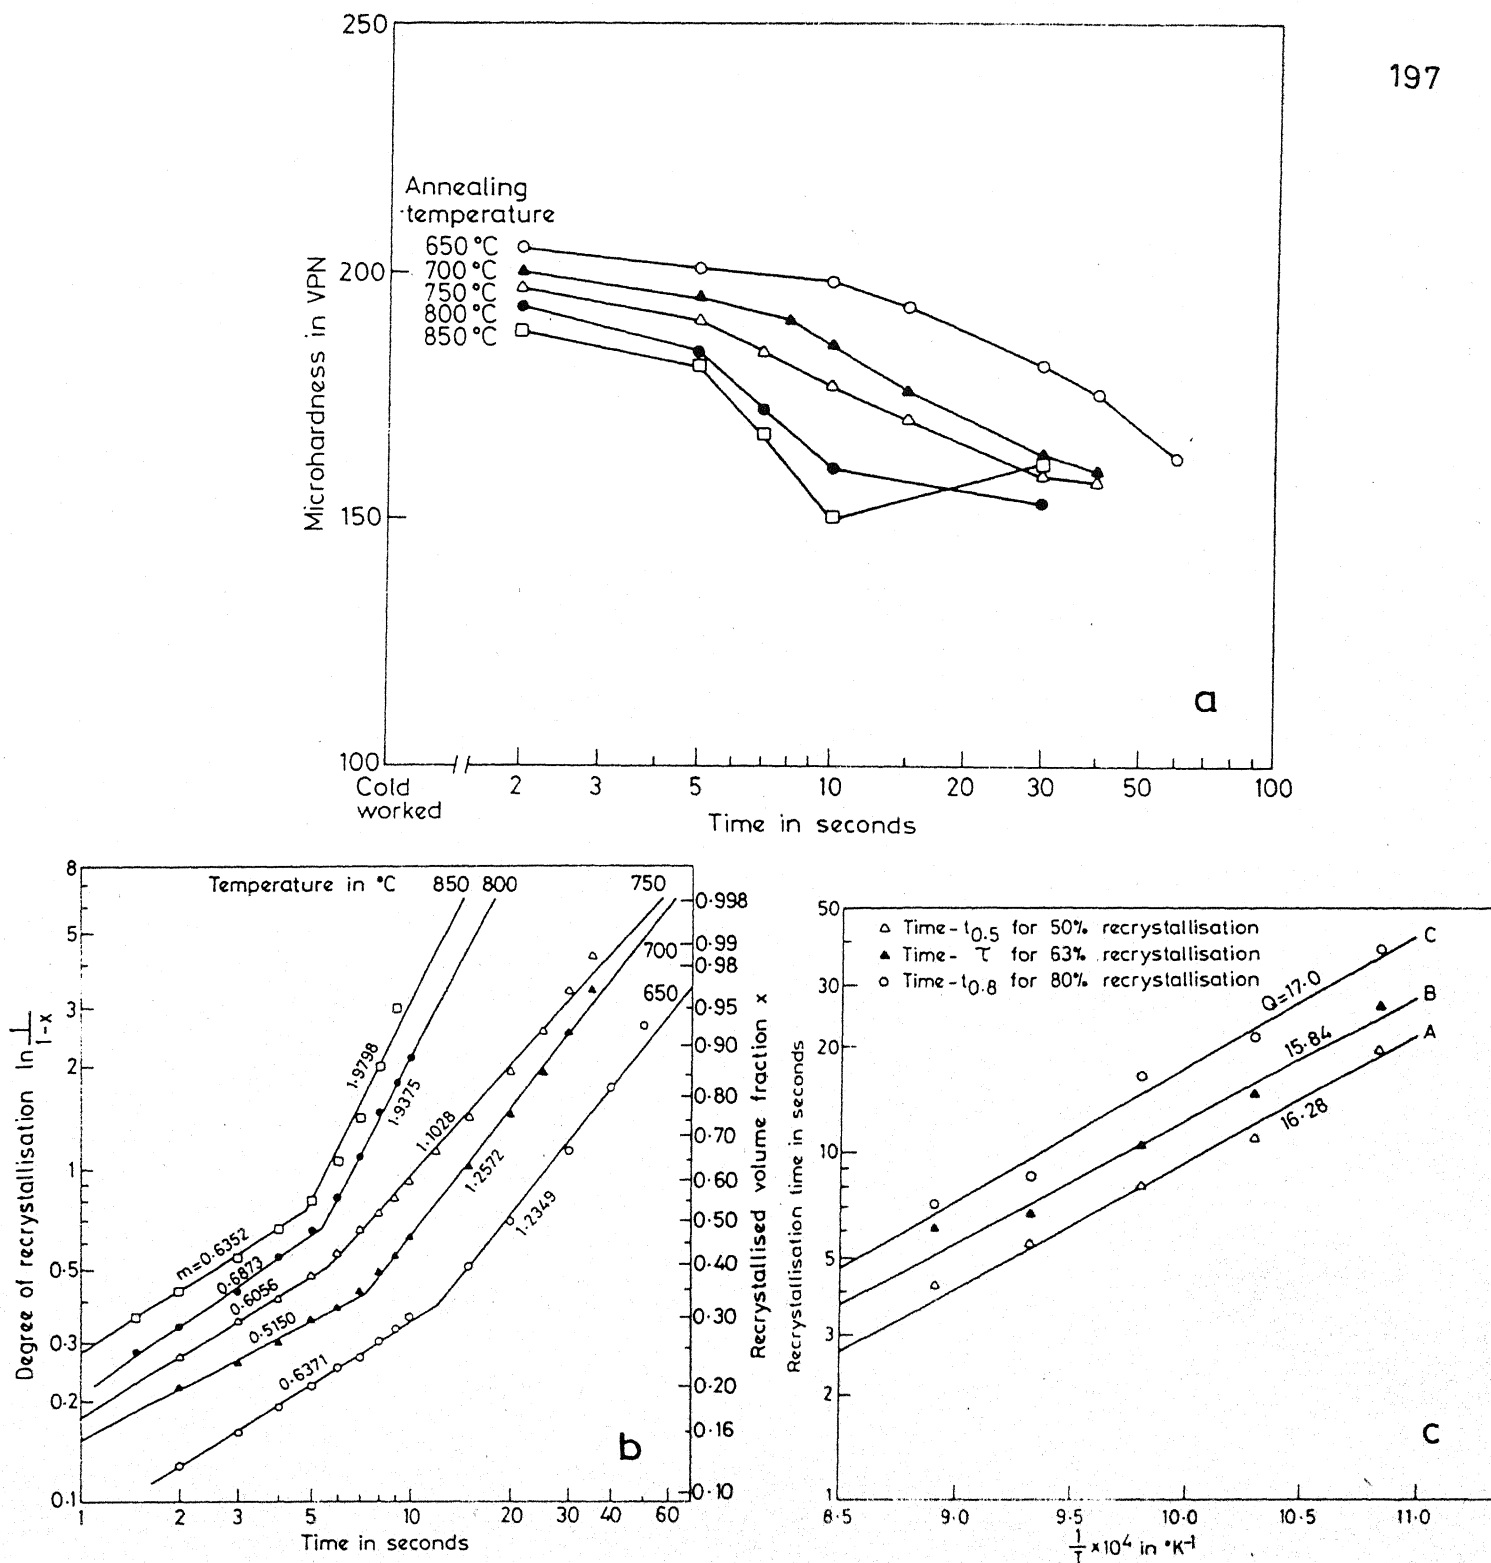 197
250
200
150
100
Microhardness in VPN
Annealing
temperature
650 °C
700 °C
750 °C
800 °C
850 °C
a
Cold
worked
2 3 5 10 20 30 50 100
Time in seconds
8
5
3
2
1
0·5
0·3
0·2
0·1
Degree of recrystallisation ln 1/1-x
Temperature in °C 850 800 750
700
650
1·9798
1·9375
1·1028
1·2572
1·2349
m=0·6352
0·6873
0·6056
0·5150
0·6371
0·998
0·99
0·98
0·95
0·90
0·80
0·70
0·60
0·50
0·40
0·30
0·20
0·16
0·10
Recrystallised volume fraction x
b
1 2 3 5 10 20 30 40 60
Time in seconds
50
30
20
10
5
3
2
1
Recrystallisation time in seconds
Time - t0.5 for 50% recrystallisation
Time - τ for 63% recrystallisation
Time - t0.8 for 80% recrystallisation
Q=17·0
15·84
16·28
C
B
A
c
8·5 9·0 9·5 10·0 10·5 11·0
1/T ×10⁴ in °K⁻¹